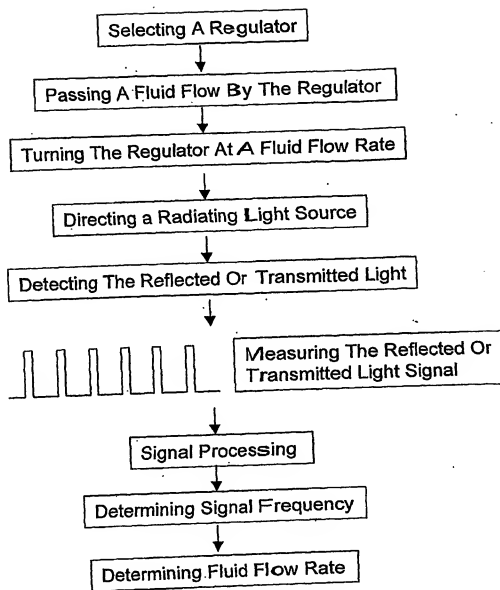 Selecting A Regulator
Passing A Fluid Flow By The Regulator
Turning The Regulator At A Fluid Flow Rate
Directing a Radiating Light Source
Detecting The Reflected Or Transmitted Light
Measuring The Reflected Or
Transmitted Light Signal
Signal Processing
Determining Signal Frequency
Determining Fluid Flow Rate